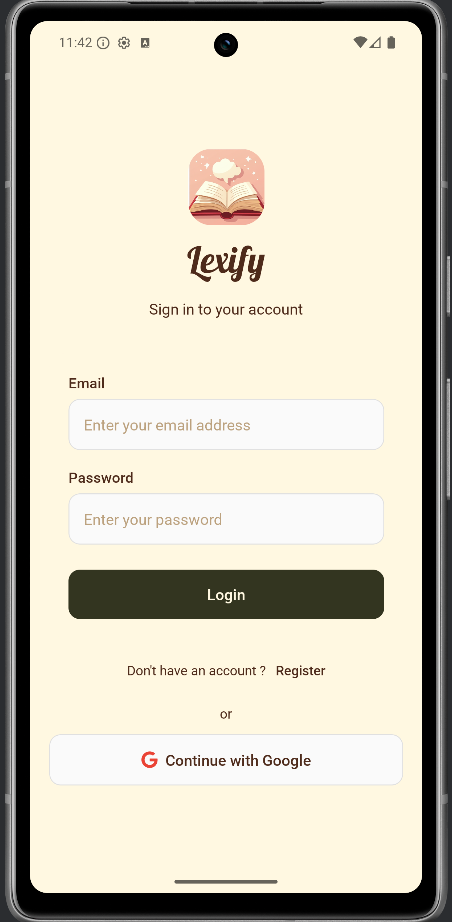 11:42
Lexify
Sign in to your account
Email
Enter your email address
Password
Enter your password
Login
Don't have an account ? Register
or
G Continue with Google